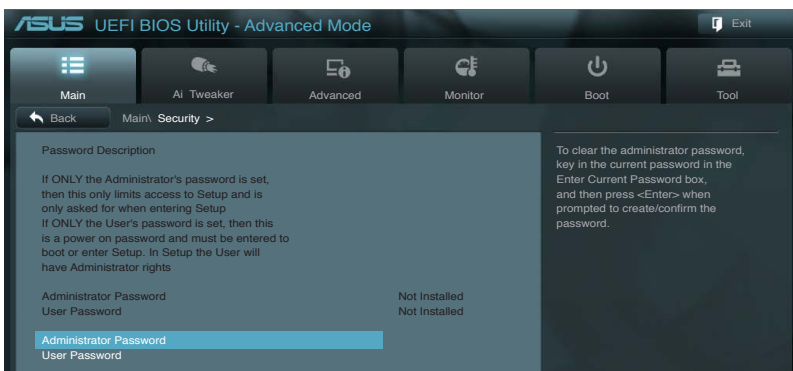 ASUS UEFI BIOS Utility - Advanced Mode
Exit
Main
Ai Tweaker
Advanced
Monitor
Boot
Tool
Back
Main\ Security >
Password Description
If ONLY the Administrator's password is set,
then this only limits access to Setup and is
only asked for when entering Setup
If ONLY the User's password is set, then this
is a power on password and must be entered to
boot or enter Setup. In Setup the User will
have Administrator rights
Administrator Password Not Installed
User Password Not Installed
Administrator Password
User Password
To clear the administrator password,
key in the current password in the
Enter Current Password box,
and then press <Enter> when
prompted to create/confirm the
password.